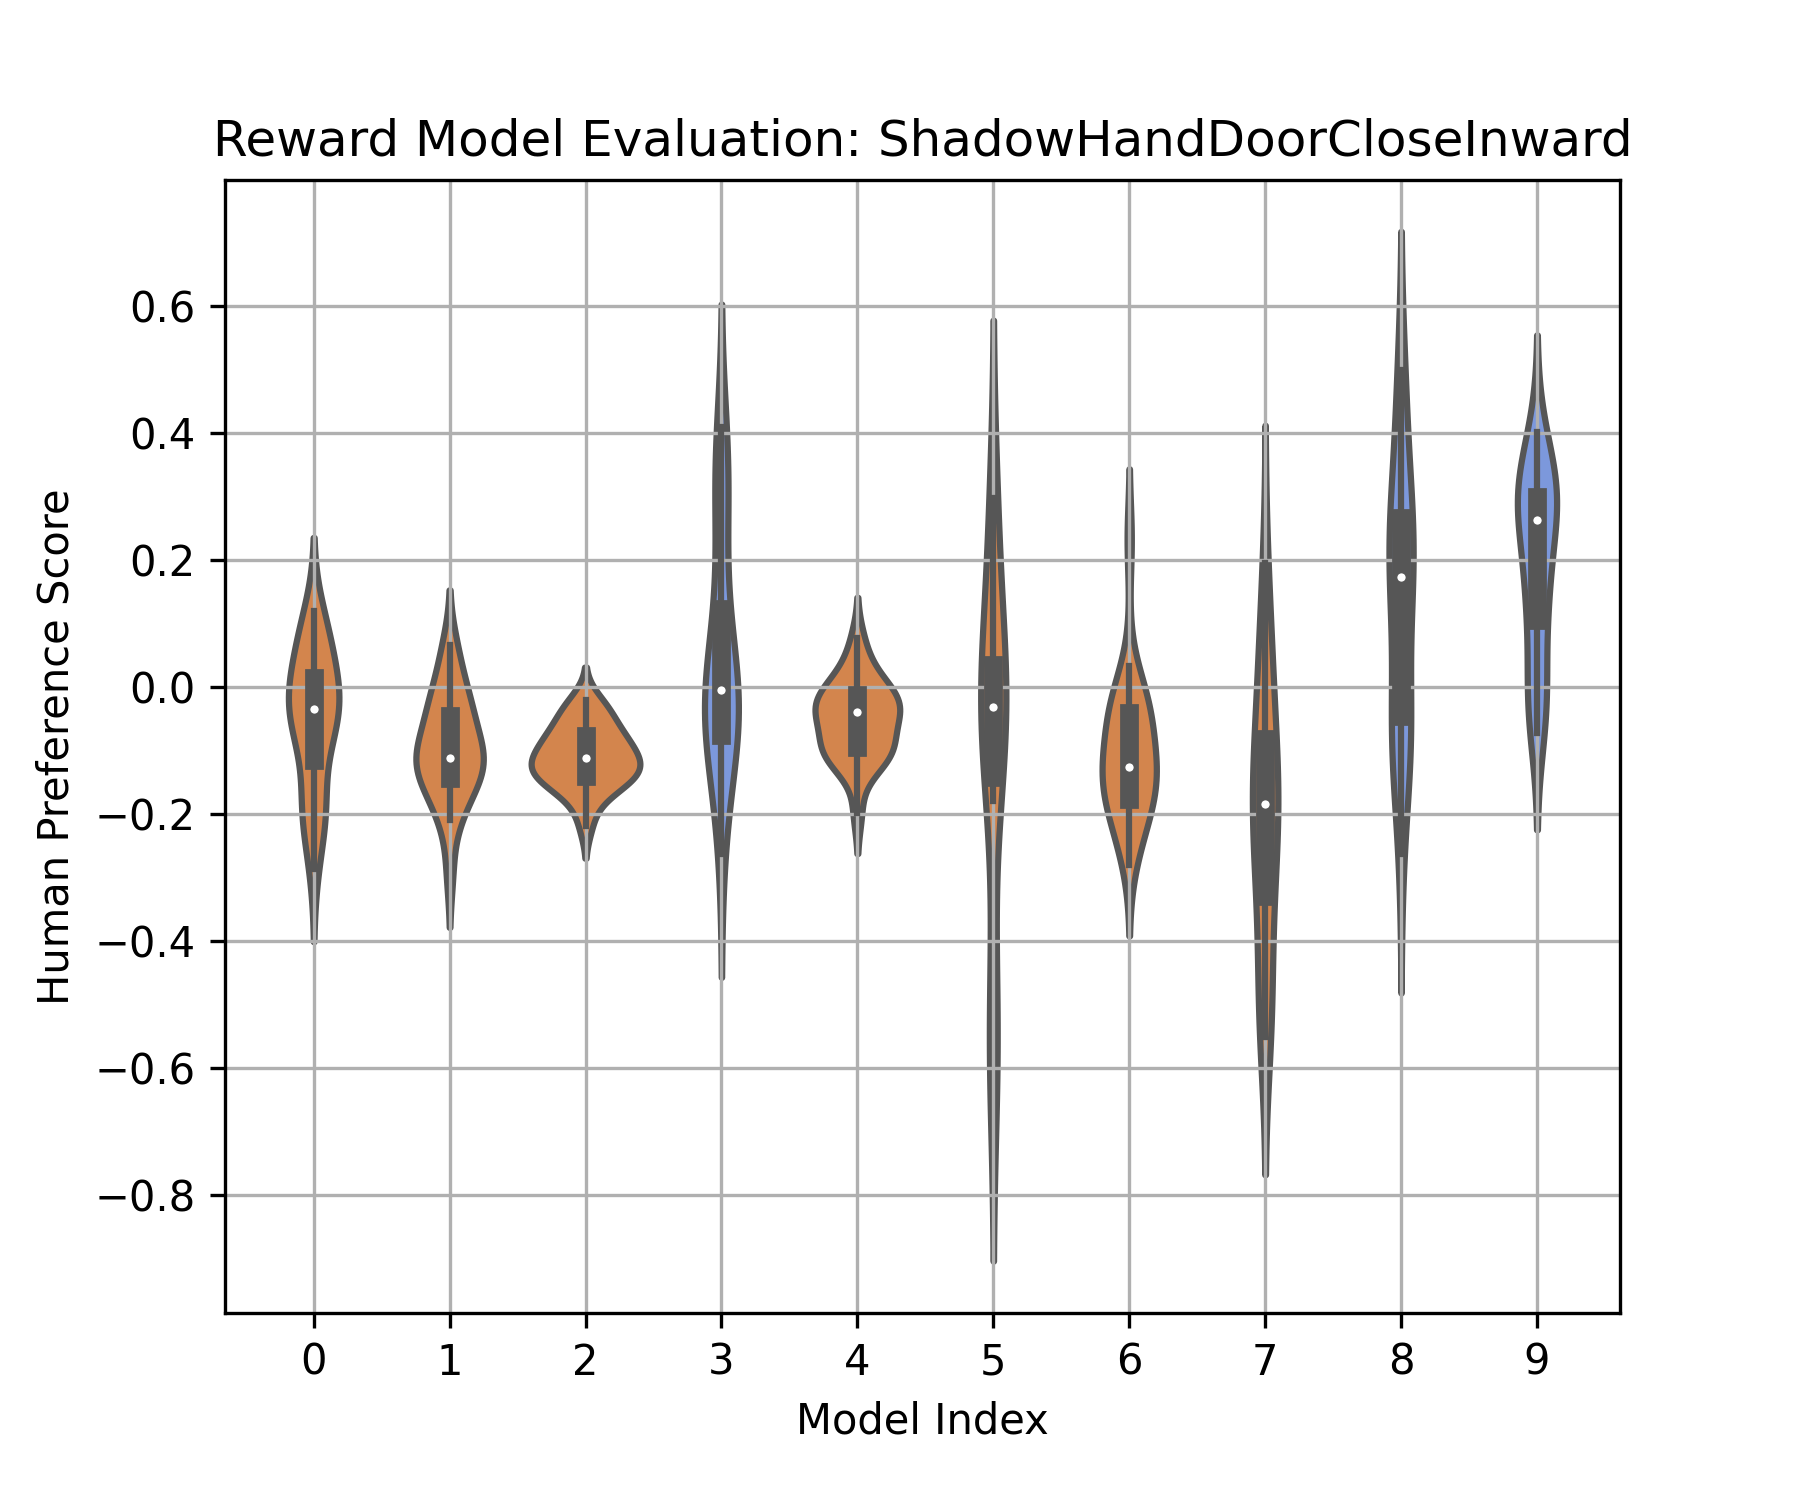 Reward Model Evaluation: ShadowHandDoorCloseInward
Human Preference Score
0.6
0.4
0.2
0.0
−0.2
−0.4
−0.6
−0.8
0 1 2 3 4 5 6 7 8 9
Model Index